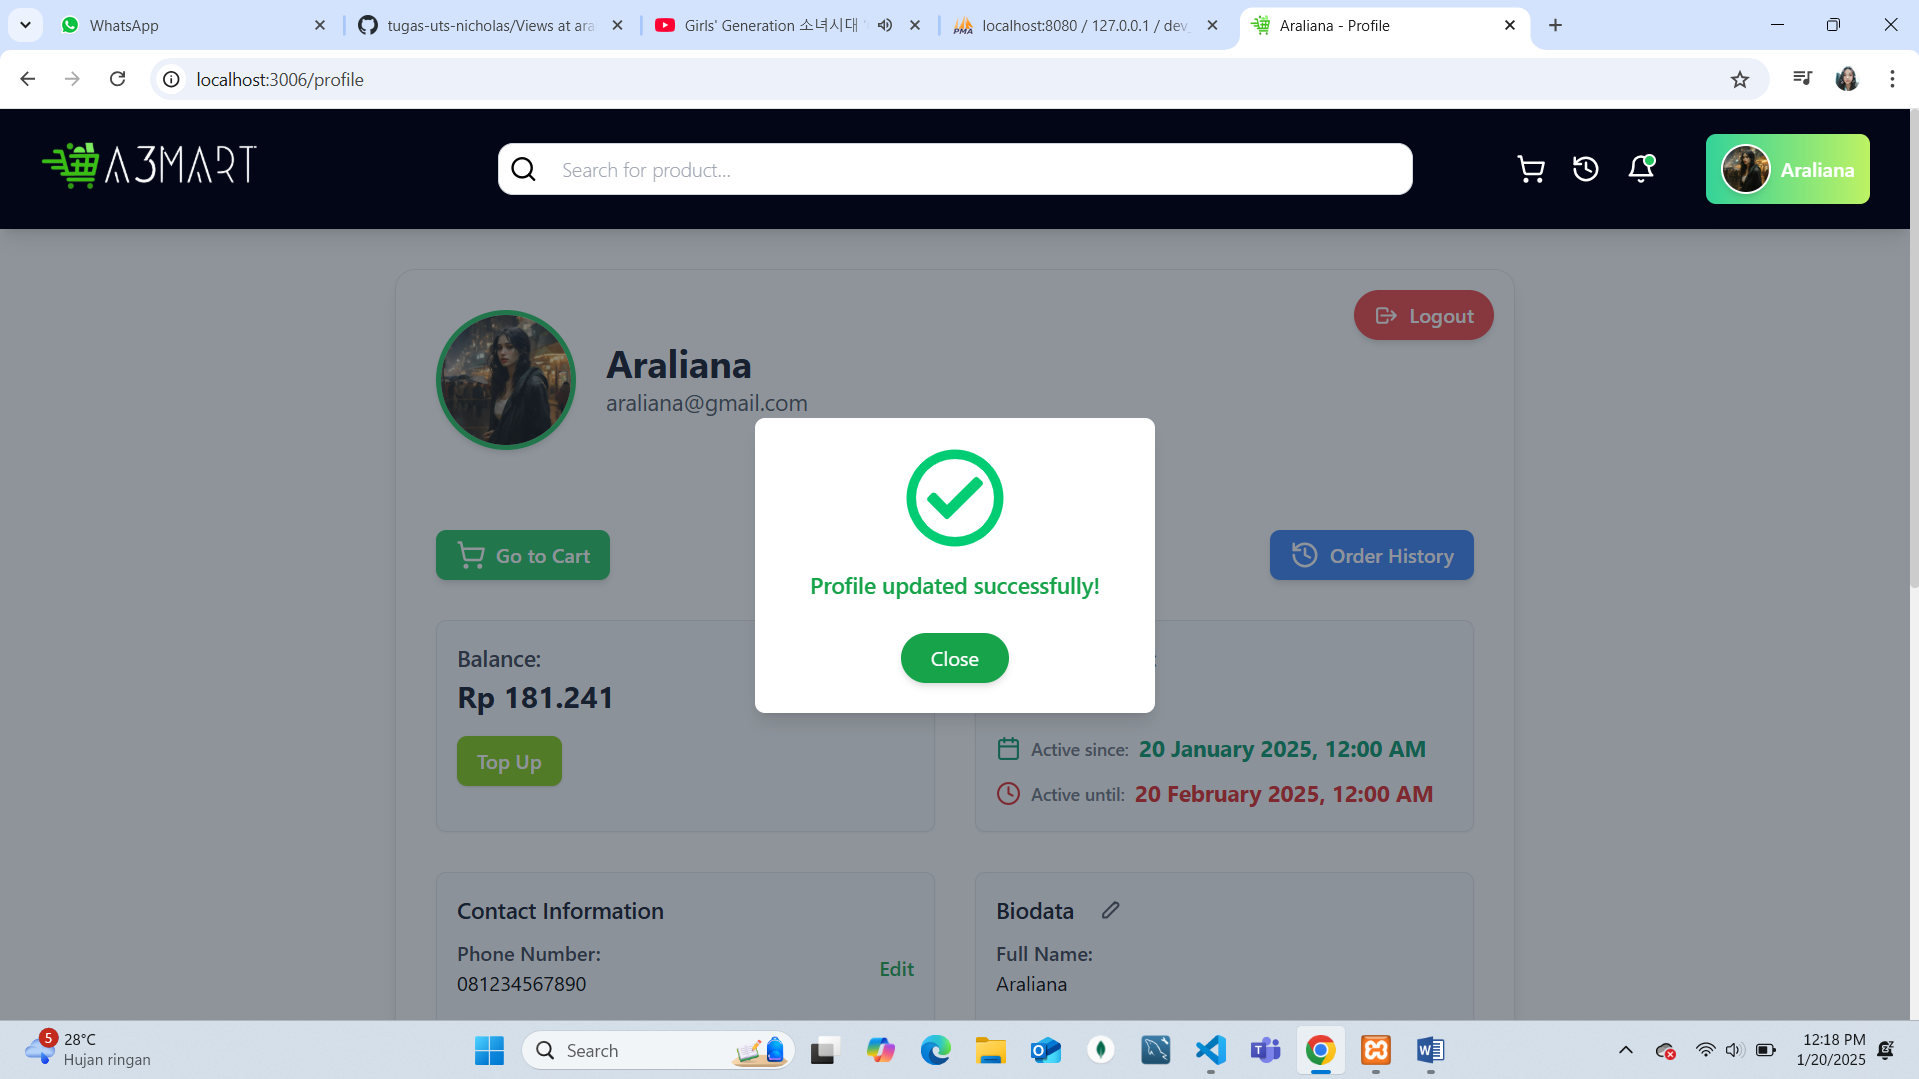 WhatsApp
tugas-uts-nicholas/Views at ara
Girls' Generation 소녀시대
localhost:8080 / 127.0.0.1 / dev_
Araliana - Profile
localhost:3006/profile
A3MART
Search for product...
Araliana
Logout
Araliana
araliana@gmail.com
Go to Cart
Order History
Profile updated successfully!
Close
Balance:
Rp 181.241
Top Up
Active since: 20 January 2025, 12:00 AM
Active until: 20 February 2025, 12:00 AM
Contact Information
Phone Number:
081234567890
Edit
Biodata
Full Name:
Araliana
5
28°C
Hujan ringan
Search
12:18 PM
1/20/2025